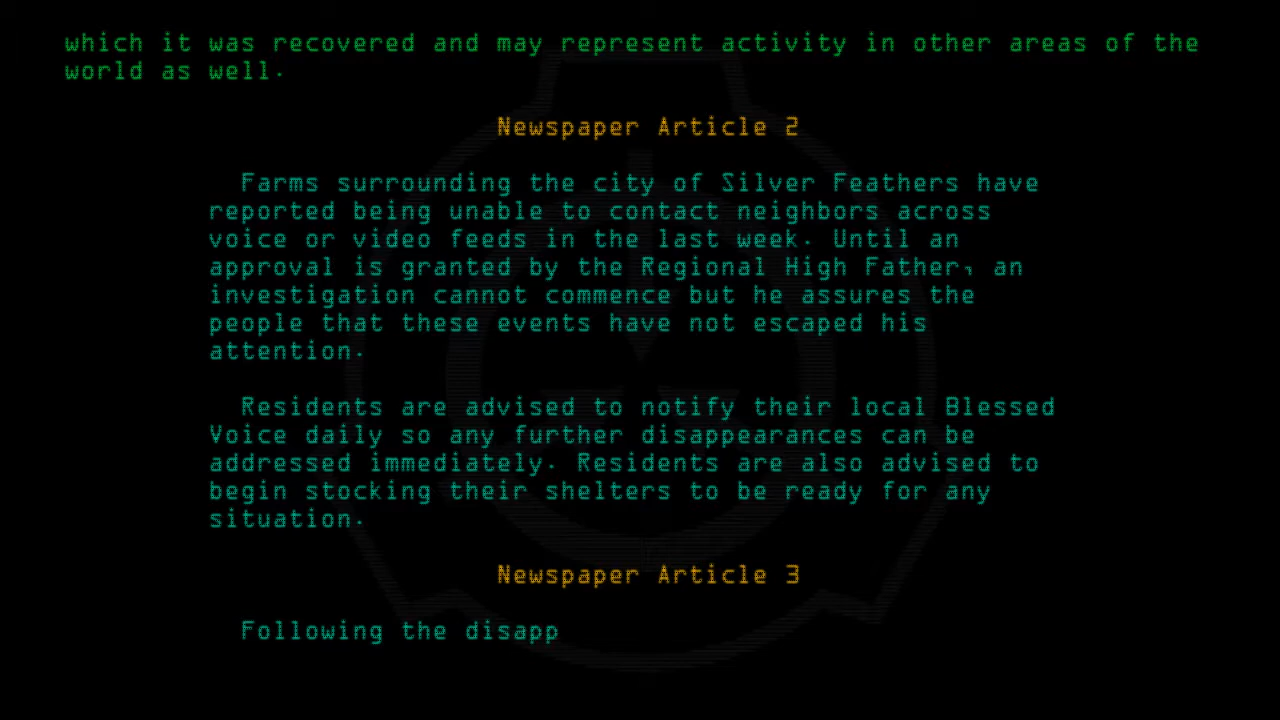 which it was recovered and may represent activity in other areas of the
world as well.
Newspaper Article 2
Farms surrounding the city of Silver Feathers have
reported being unable to contact neighbors across
voice or video feeds in the last week. Until an
approval is granted by the Regional High Father, an
investigation cannot commence but he assures the
people that these events have not escaped his
attention.
Residents are advised to notify their local Blessed
Voice daily so any further disappearances can be
addressed immediately. Residents are also advised to
begin stocking their shelters to be ready for any
situation.
Newspaper Article 3
Following the disapp